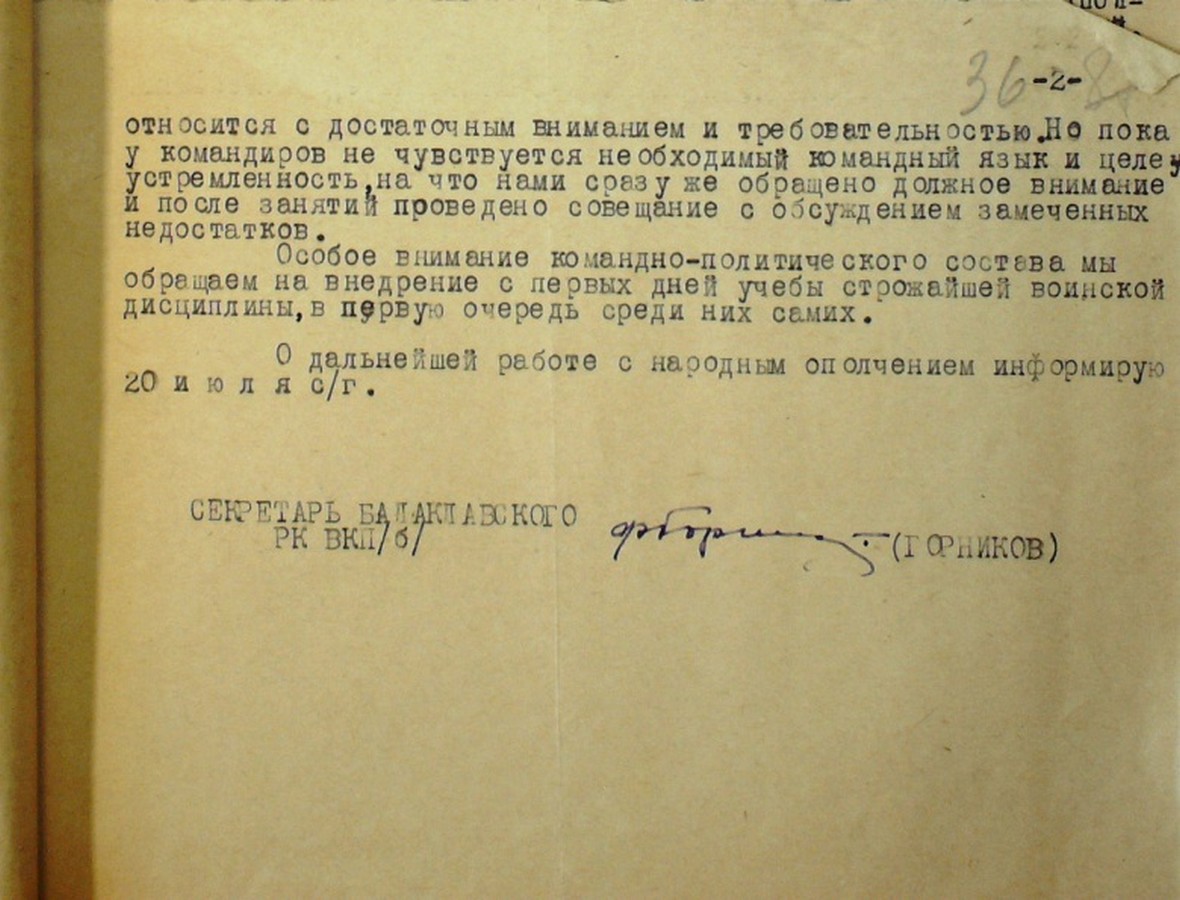 36 -2-
относится с достаточным вниманием и требовательностью.Но пока
у командиров не чувствуется необходимый командный язык и целеу
устремленность,на что нами сразу же обращено должное внимание
и после занятий проведено совещание с обсуждением замеченных
недостатков.
Особое внимание командно-политического состава мы
обращаем на внедрение с первых дней учебы строжайшей воинской
дисциплины,в первую очередь среди них самих.
О дальнейшей работе с народным ополчением информирую
20 и ю л я с/г.
СЕКРЕТАРЬ БАЛАКЛАВСКОГО
РК ВКП/б/
(ГОРНИКОВ)